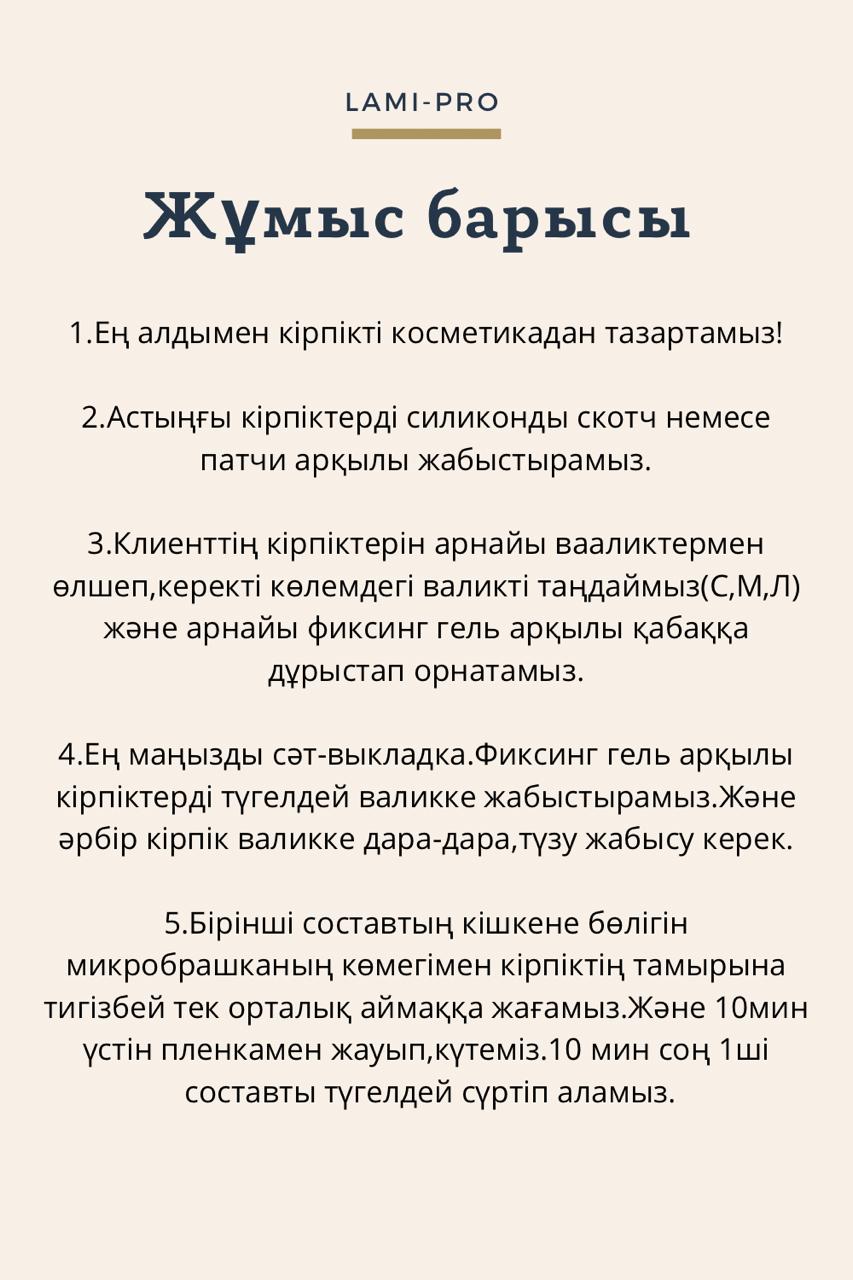 LAMI-PRO
Жұмыс барысы
1.Ең алдымен кірпікті косметикадан тазартамыз!
2.Астыңғы кірпіктерді силиконды скотч немесе
патчи арқылы жабыстырамыз.
3.Клиенттің кірпіктерін арнайы вааликтермен
өлшеп,керекті көлемдегі валикті таңдаймыз(С,М,Л)
және арнайы фиксинг гель арқылы қабаққа
дұрыстап орнатамыз.
4.Ең маңызды сәт-выкладка.Фиксинг гель арқылы
кірпіктерді түгелдей валикке жабыстырамыз.Және
әрбір кірпік валикке дара-дара,түзу жабысу керек.
5.Бірінші составтың кішкене бөлігін
микробрашканың көмегімен кірпіктің тамырына
тигізбей тек орталық аймаққа жағамыз.Және 10мин
үстін пленкамен жауып,күтеміз.10 мин соң 1ші
составты түгелдей сүртіп аламыз.